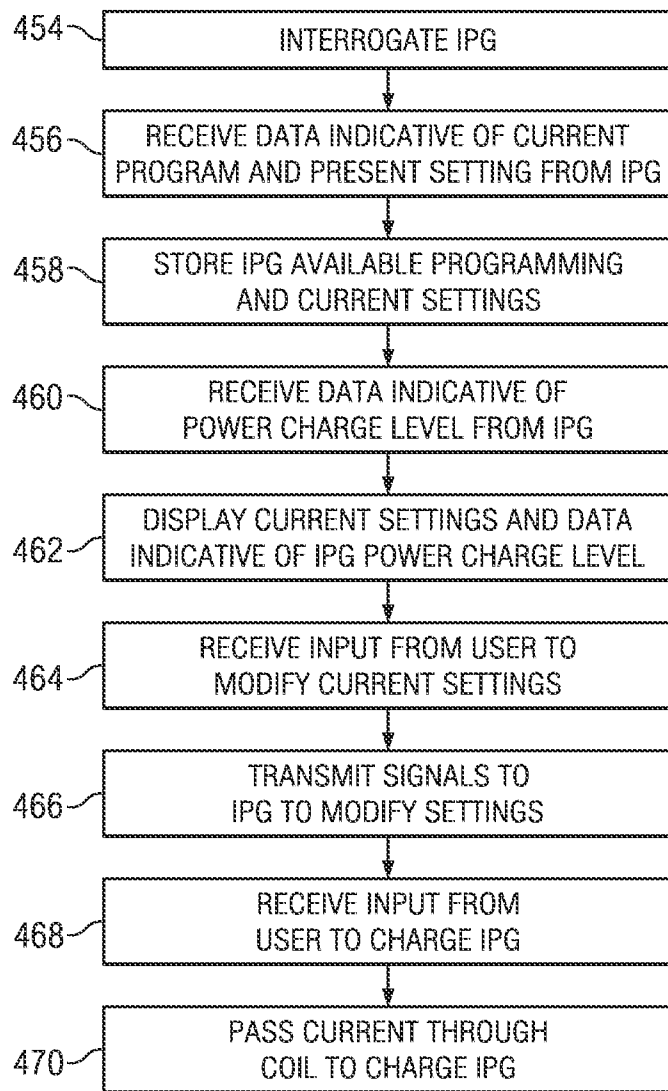 454
INTERROGATE IPG
456
RECEIVE DATA INDICATIVE OF CURRENT
PROGRAM AND PRESENT SETTING FROM IPG
458
STORE IPG AVAILABLE PROGRAMMING
AND CURRENT SETTINGS
460
RECEIVE DATA INDICATIVE OF
POWER CHARGE LEVEL FROM IPG
462
DISPLAY CURRENT SETTINGS AND DATA
INDICATIVE OF IPG POWER CHARGE LEVEL
464
RECEIVE INPUT FROM USER TO
MODIFY CURRENT SETTINGS
466
TRANSMIT SIGNALS TO
IPG TO MODIFY SETTINGS
468
RECEIVE INPUT FROM
USER TO CHARGE IPG
470
PASS CURRENT THROUGH
COIL TO CHARGE IPG